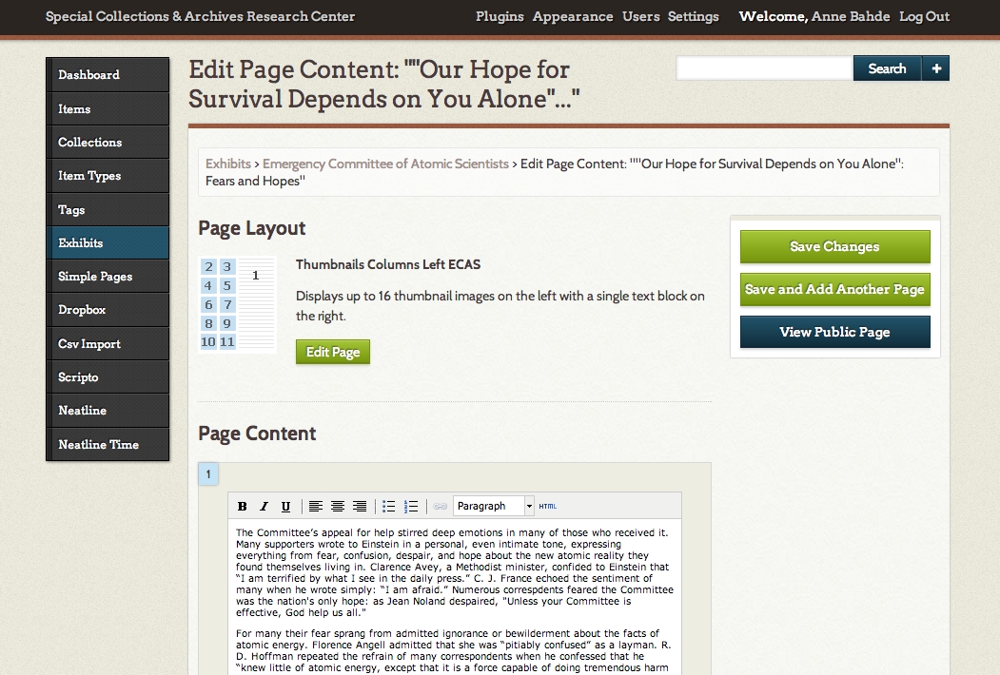 Special Collections & Archives Research Center
Plugins Appearance Users Settings Welcome, Anne Bahde Log Out
Dashboard
Items
Collections
Item Types
Tags
Exhibits
Simple Pages
Dropbox
Csv Import
Scripto
Neatline
Neatline Time
Edit Page Content: ""Our Hope for
Survival Depends on You Alone"..."
Search +
Exhibits > Emergency Committee of Atomic Scientists > Edit Page Content: ""Our Hope for Survival Depends on You Alone":
Fears and Hopes"
Page Layout
2 3
4 5
6 7
8 9
10 11
1
Thumbnails Columns Left ECAS
Displays up to 16 thumbnail images on the left with a single text block on
the right.
Edit Page
Save Changes
Save and Add Another Page
View Public Page
Page Content
1
B I U Paragraph HTML
The Committee’s appeal for help stirred deep emotions in many of those who received it.
Many supporters wrote to Einstein in a personal, even intimate tone, expressing
everything from fear, confusion, despair, and hope about the new atomic reality they
found themselves living in. Clarence Avey, a Methodist minister, confided to Einstein that
“I am terrified by what I see in the daily press.” C. J. France echoed the sentiment of
many when he wrote simply: “I am afraid.” Numerous correspdents feared the Committee
was the nation's only hope: as Jean Noland despaired, "Unless your Committee is
effective, God help us all."
For many their fear sprang from admitted ignorance or bewilderment about the facts of
atomic energy. Florence Angell admitted that she was “pitiably confused” as a layman. R.
D. Hoffman repeated the refrain of many correspondents when he confessed that he
“knew little of atomic energy, except that it is a force capable of doing tremendous harm